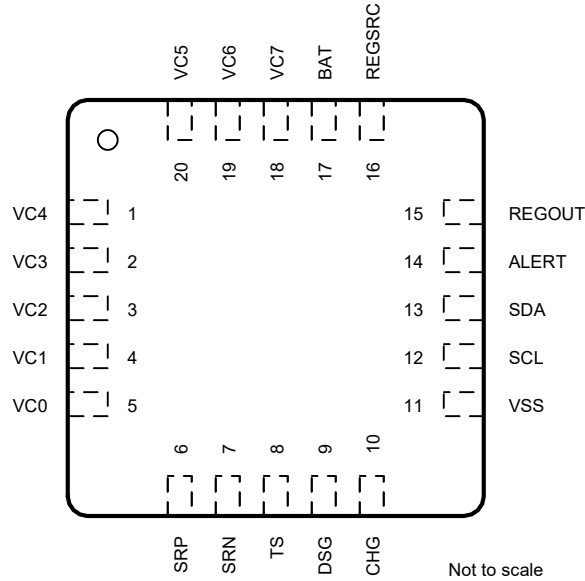 VC5 VC6 VC7 BAT REGSRC
20 19 18 17 16
VC4 1 15 REGOUT
VC3 2 14 ALERT
VC2 3 13 SDA
VC1 4 12 SCL
VC0 5 11 VSS
6 7 8 9 10
SRP SRN TS DSG CHG
Not to scale